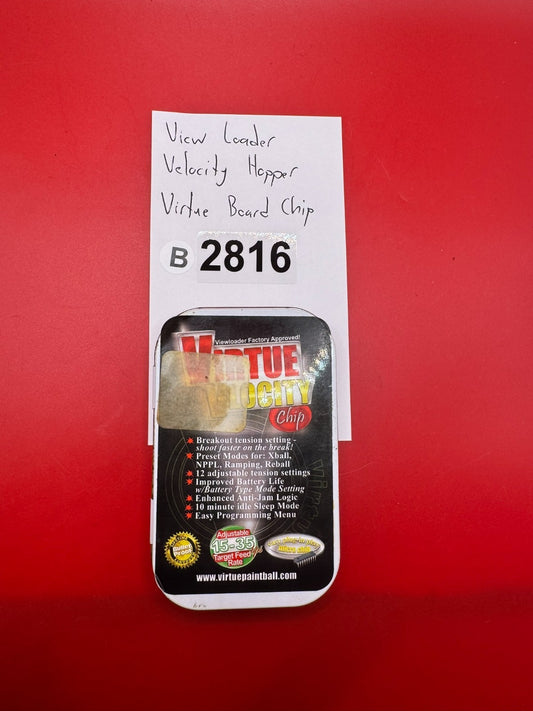 View Loader
Velocity Hopper
Virtue Board Chip
B 2816
Viewloader Factory Approved!
VIRTUE
OCITY
Chip
Breakout tension setting -
shoot faster on the break!
Preset Modes for: Xball,
NPPL, Ramping, Reball
12 adjustable tension settings
Improved Battery Life
w/Battery Type Mode Setting
Enhanced Anti-Jam Logic
10 minute idle Sleep Mode
Easy Programming Menu
Adjustable
15-35
Target Feed
Rate
www.virtuepaintball.com